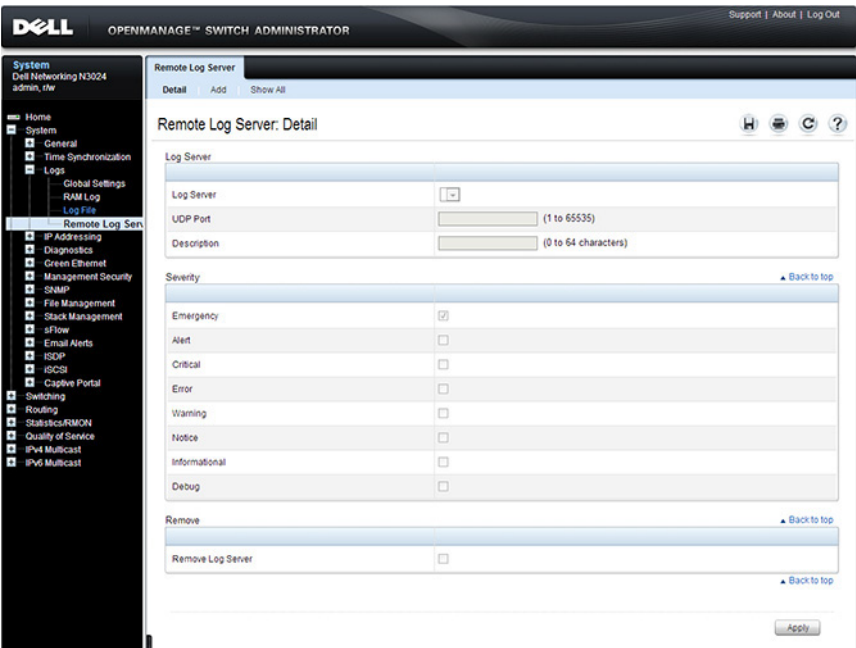 DELL
OPENMANAGE™ SWITCH ADMINISTRATOR
Support | About | Log Out
System
Dell Networking N3024
admin, r/w
Home
System
General
Time Synchronization
Logs
Global Settings
RAM Log
Log File
Remote Log Serv
IP Addressing
Diagnostics
Green Ethernet
Management Security
SNMP
File Management
Stack Management
sFlow
Email Alerts
ISDP
iSCSI
Captive Portal
Switching
Routing
Statistics/RMON
Quality of Service
IPv4 Multicast
IPv6 Multicast
Remote Log Server
Detail Add Show All
Remote Log Server: Detail
Log Server
Log Server
UDP Port (1 to 65535)
Description (0 to 64 characters)
Severity Back to top
Emergency
Alert
Critical
Error
Warning
Notice
Informational
Debug
Remove Back to top
Remove Log Server
Back to top
Apply